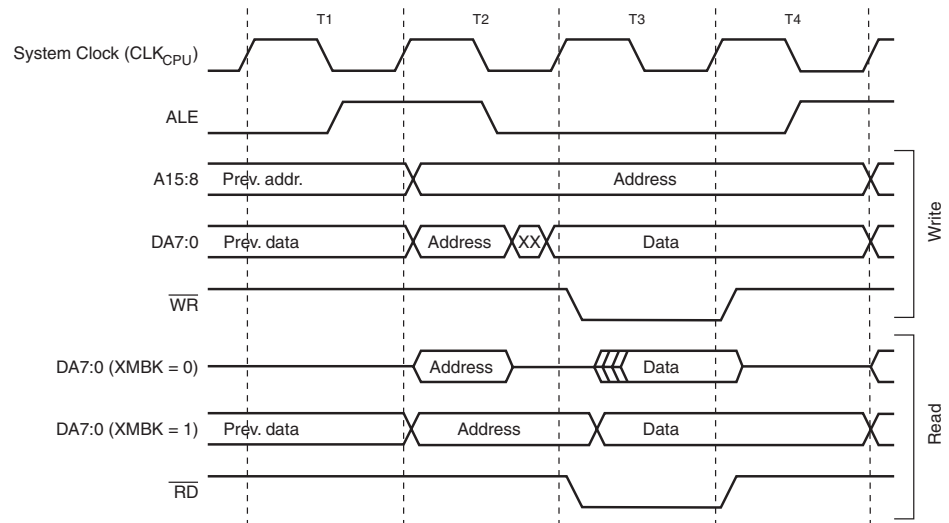 T1 T2 T3 T4
System Clock (CLKCPU)
ALE
A15:8 Prev. addr. Address
DA7:0 Prev. data Address XX Data
WR
Write
DA7:0 (XMBK = 0) Address Data
DA7:0 (XMBK = 1) Prev. data Address Data
RD
Read